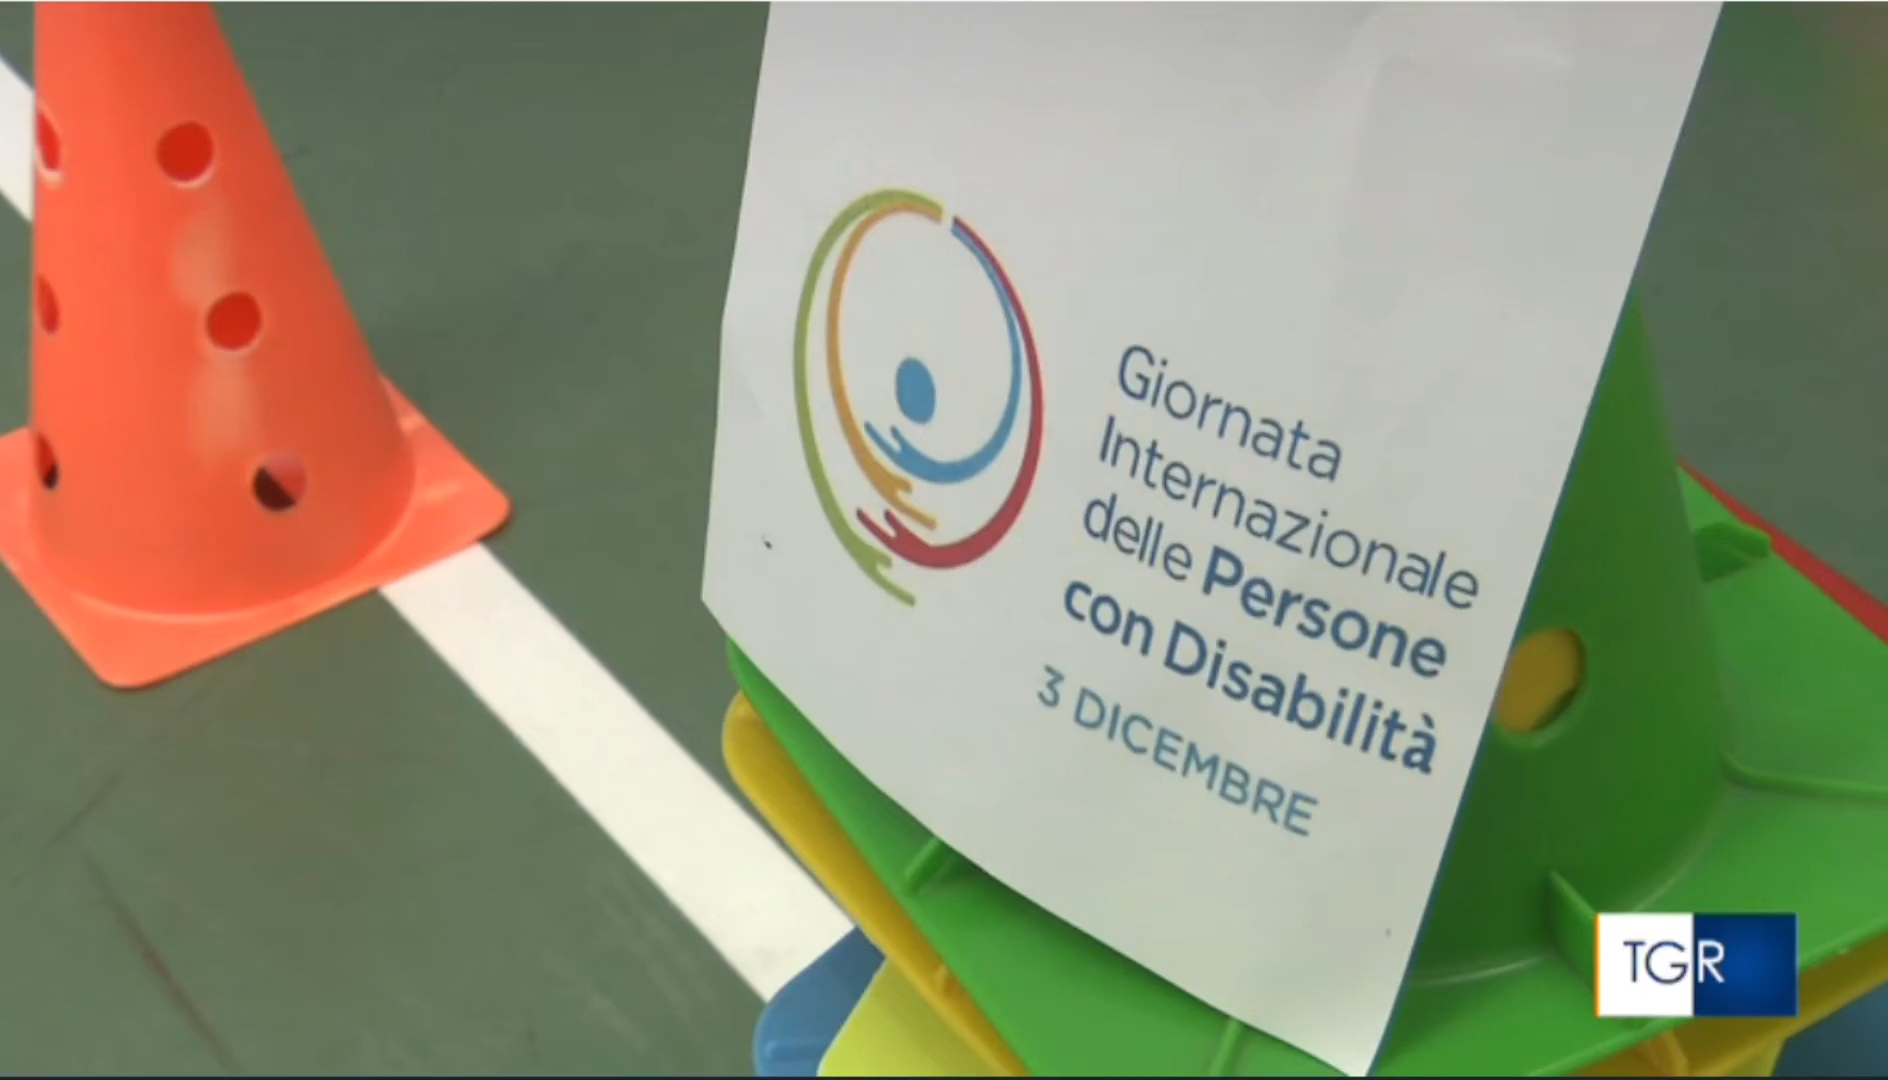 Giornata
Internazionale
delle Persone
con Disabilità
3 DICEMBRE
TGR